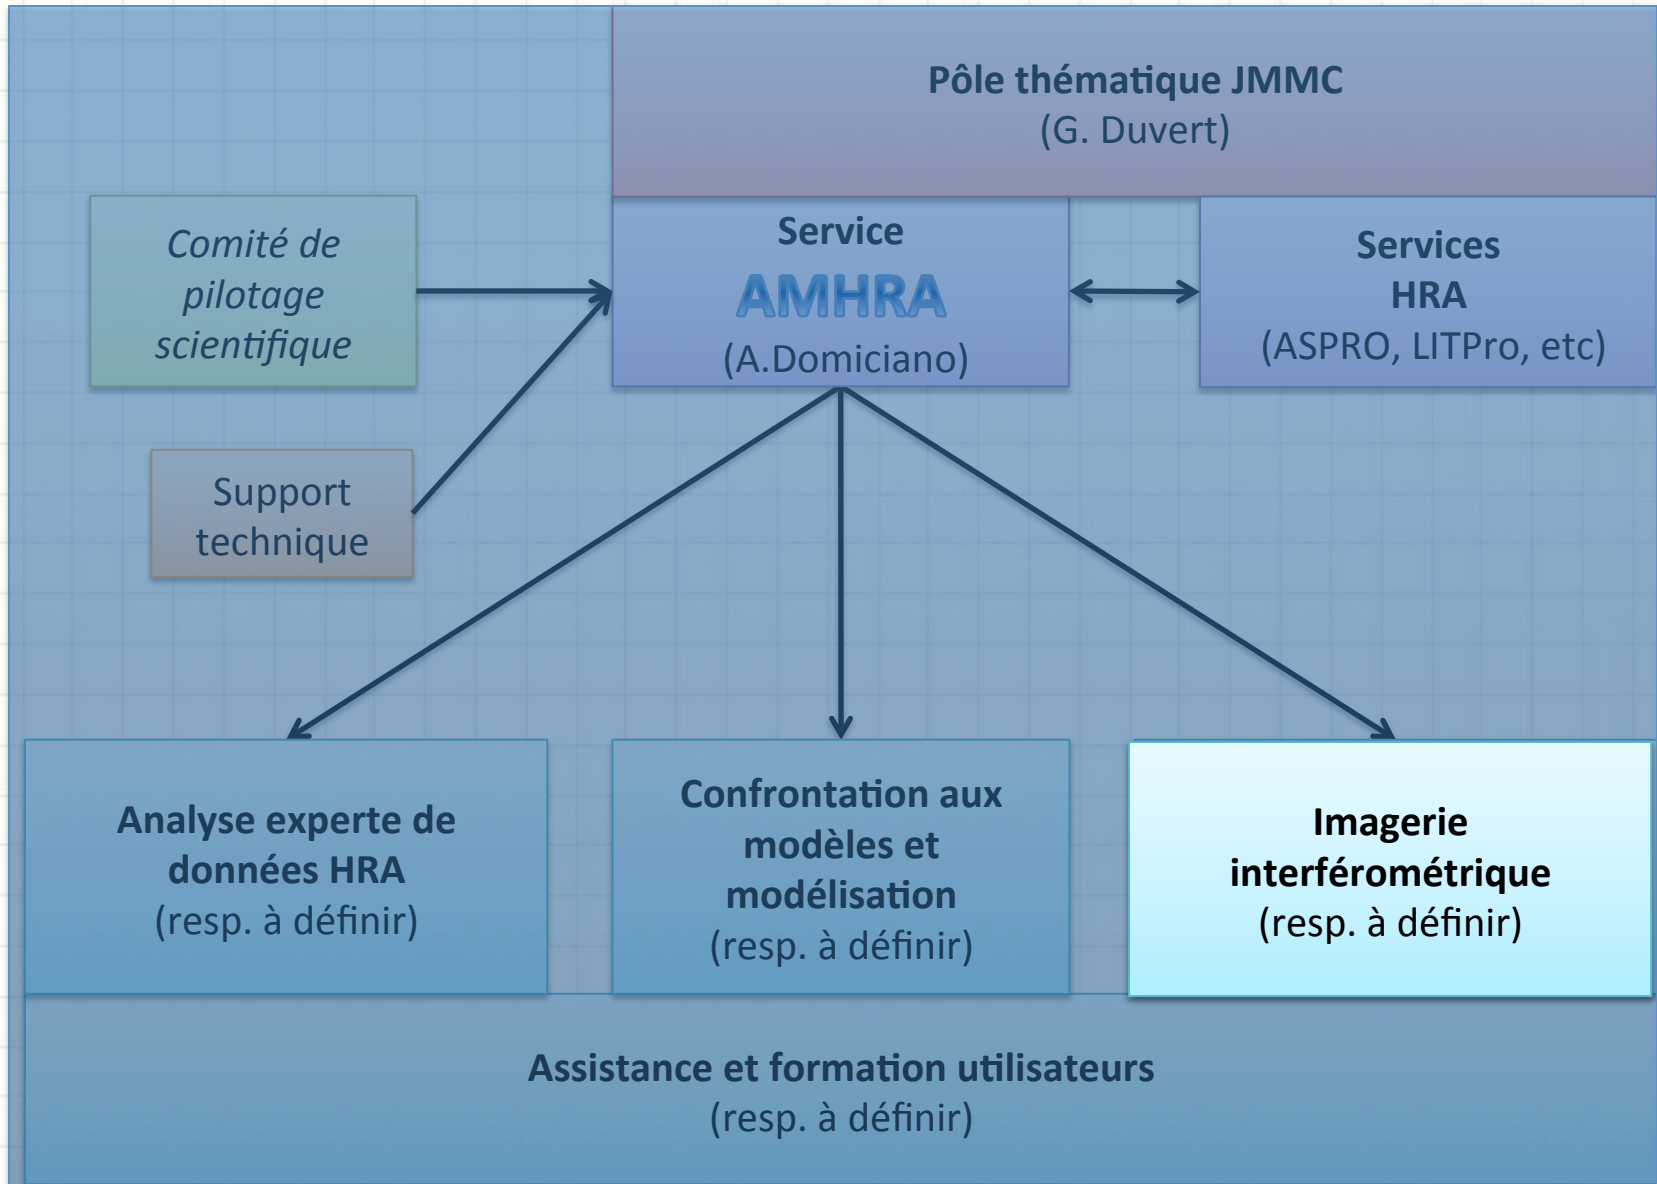 Pôle thématique JMMC
(G. Duvert)
Comité de
pilotage
scientifique
Service
AMHRA
(A.Domiciano)
Services
HRA
(ASPRO, LITPro, etc)
Support
technique
Analyse experte de
données HRA
(resp. à définir)
Confrontation aux
modèles et
modélisation
(resp. à définir)
Imagerie
interférométrique
(resp. à définir)
Assistance et formation utilisateurs
(resp. à définir)